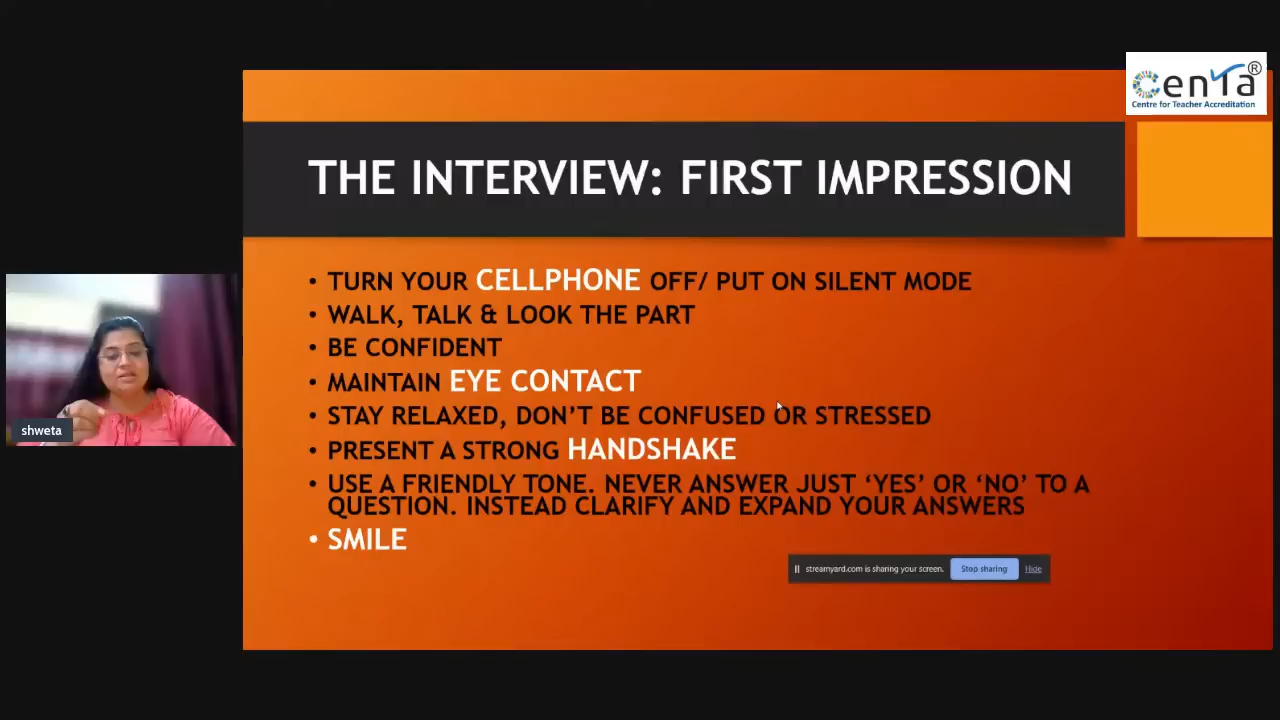 CENTA®
Centre for Teacher Accreditation
THE INTERVIEW: FIRST IMPRESSION
• TURN YOUR CELLPHONE OFF/ PUT ON SILENT MODE
• WALK, TALK & LOOK THE PART
• BE CONFIDENT
• MAINTAIN EYE CONTACT
• STAY RELAXED, DON'T BE CONFUSED OR STRESSED
• PRESENT A STRONG HANDSHAKE
• USE A FRIENDLY TONE. NEVER ANSWER JUST ‘YES’ OR ‘NO’ TO A
QUESTION. INSTEAD CLARIFY AND EXPAND YOUR ANSWERS
• SMILE
shweta
streamyard.com is sharing your screen. Stop sharing Hide